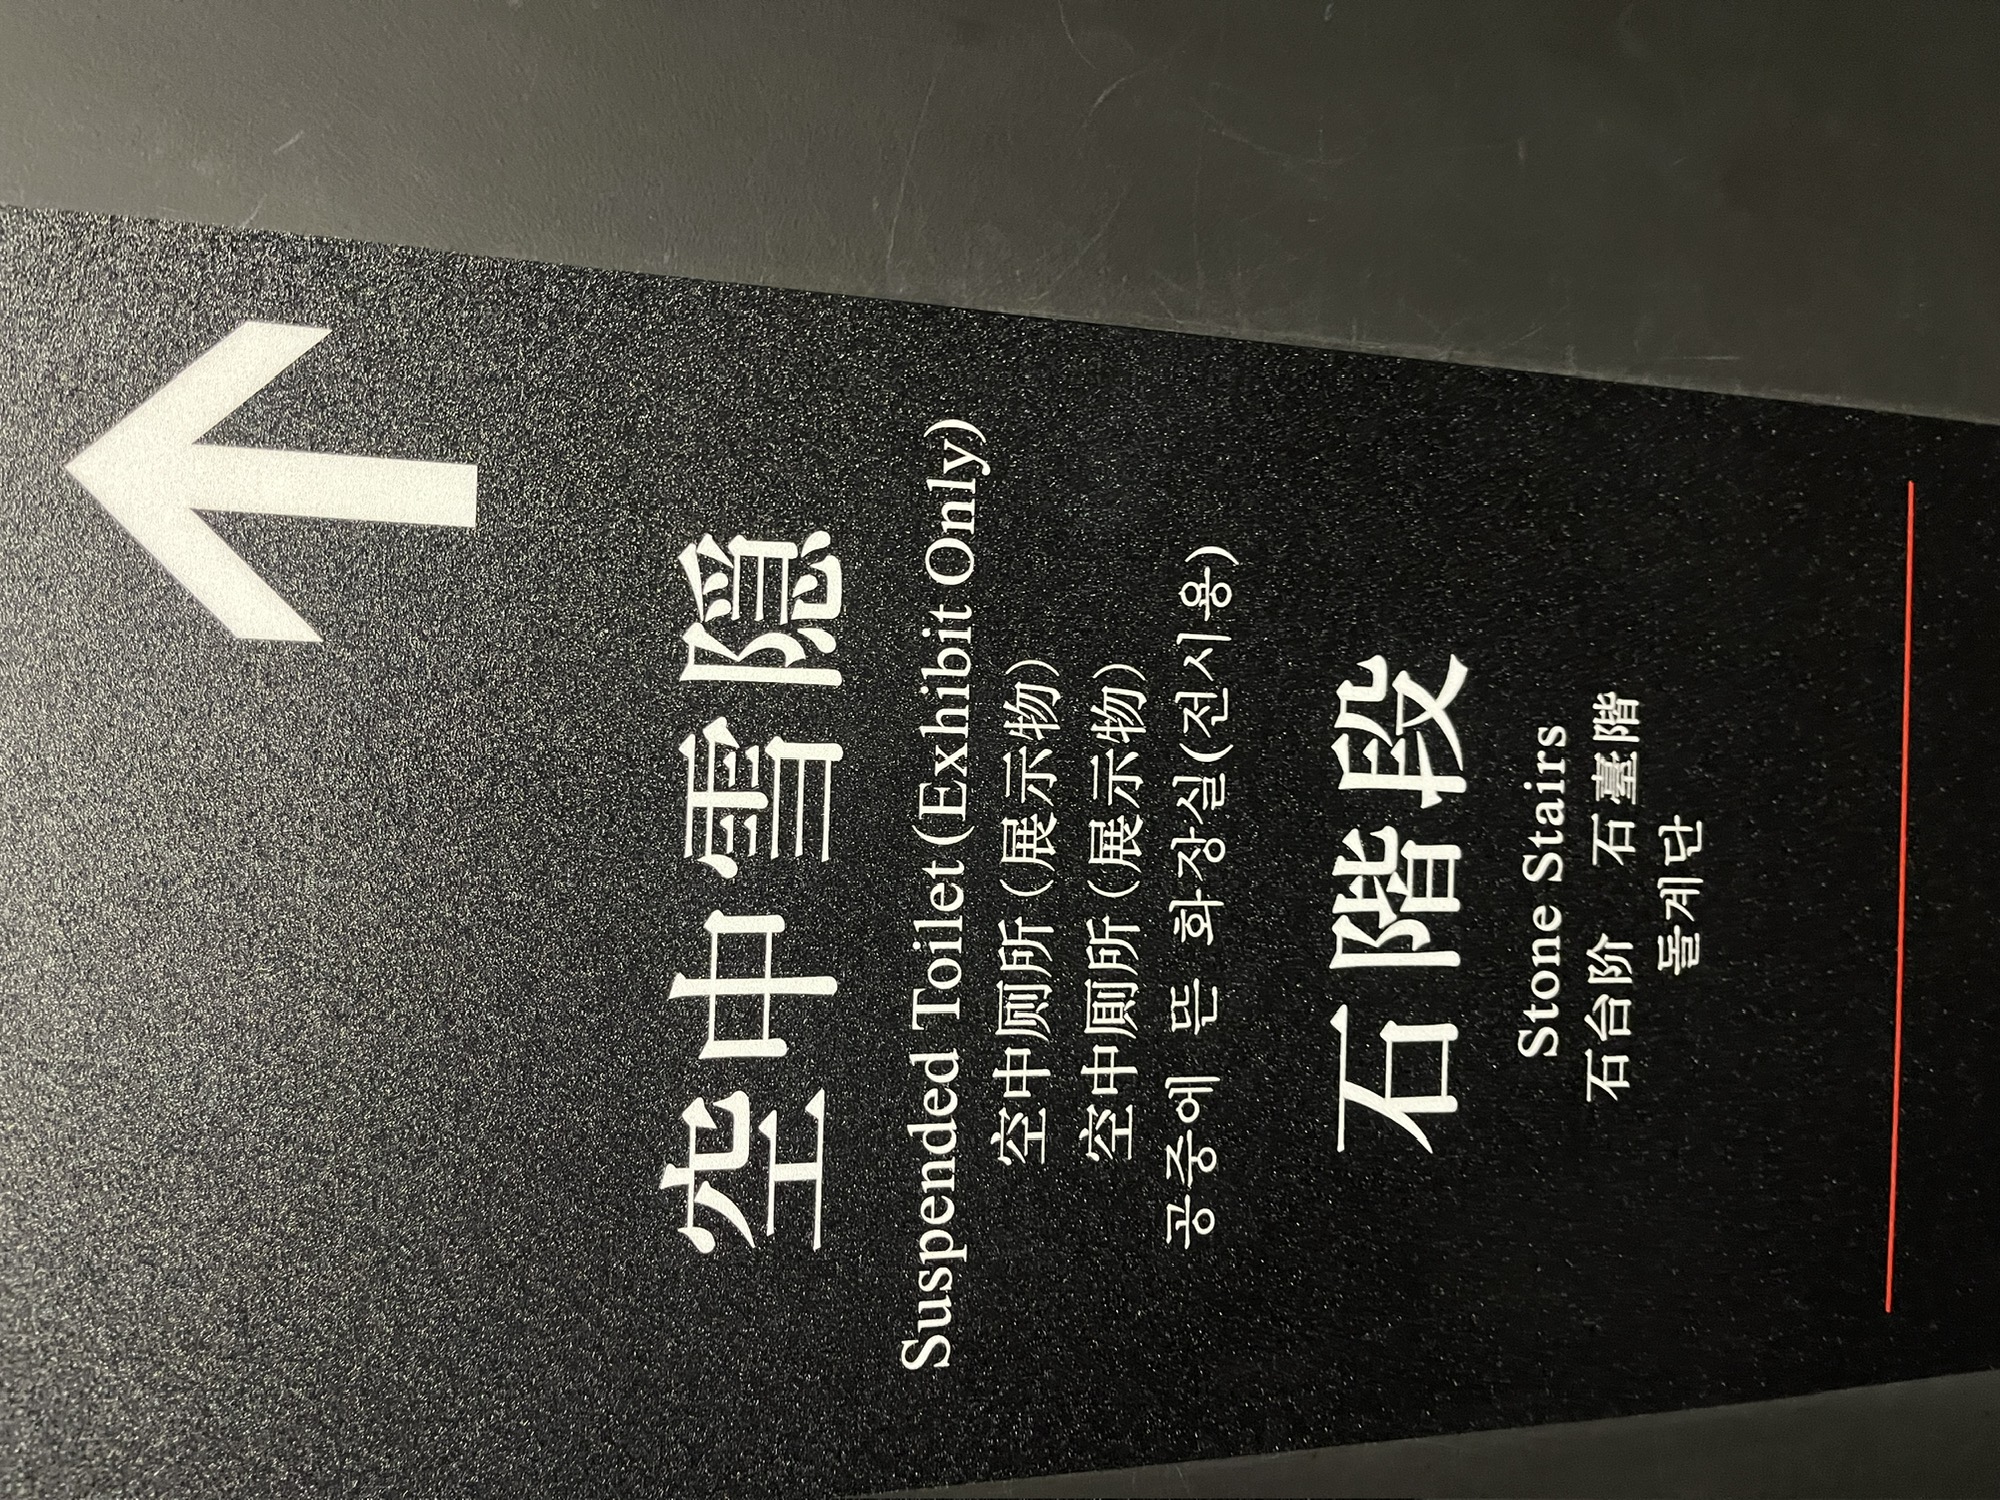 空中雪隠
Suspended Toilet (Exhibit Only)
空中厕所（展示物）
空中廁所（展示物）
공중에 뜬 화장실(전시용)
石階段
Stone Stairs
石台阶　石臺階
돌계단